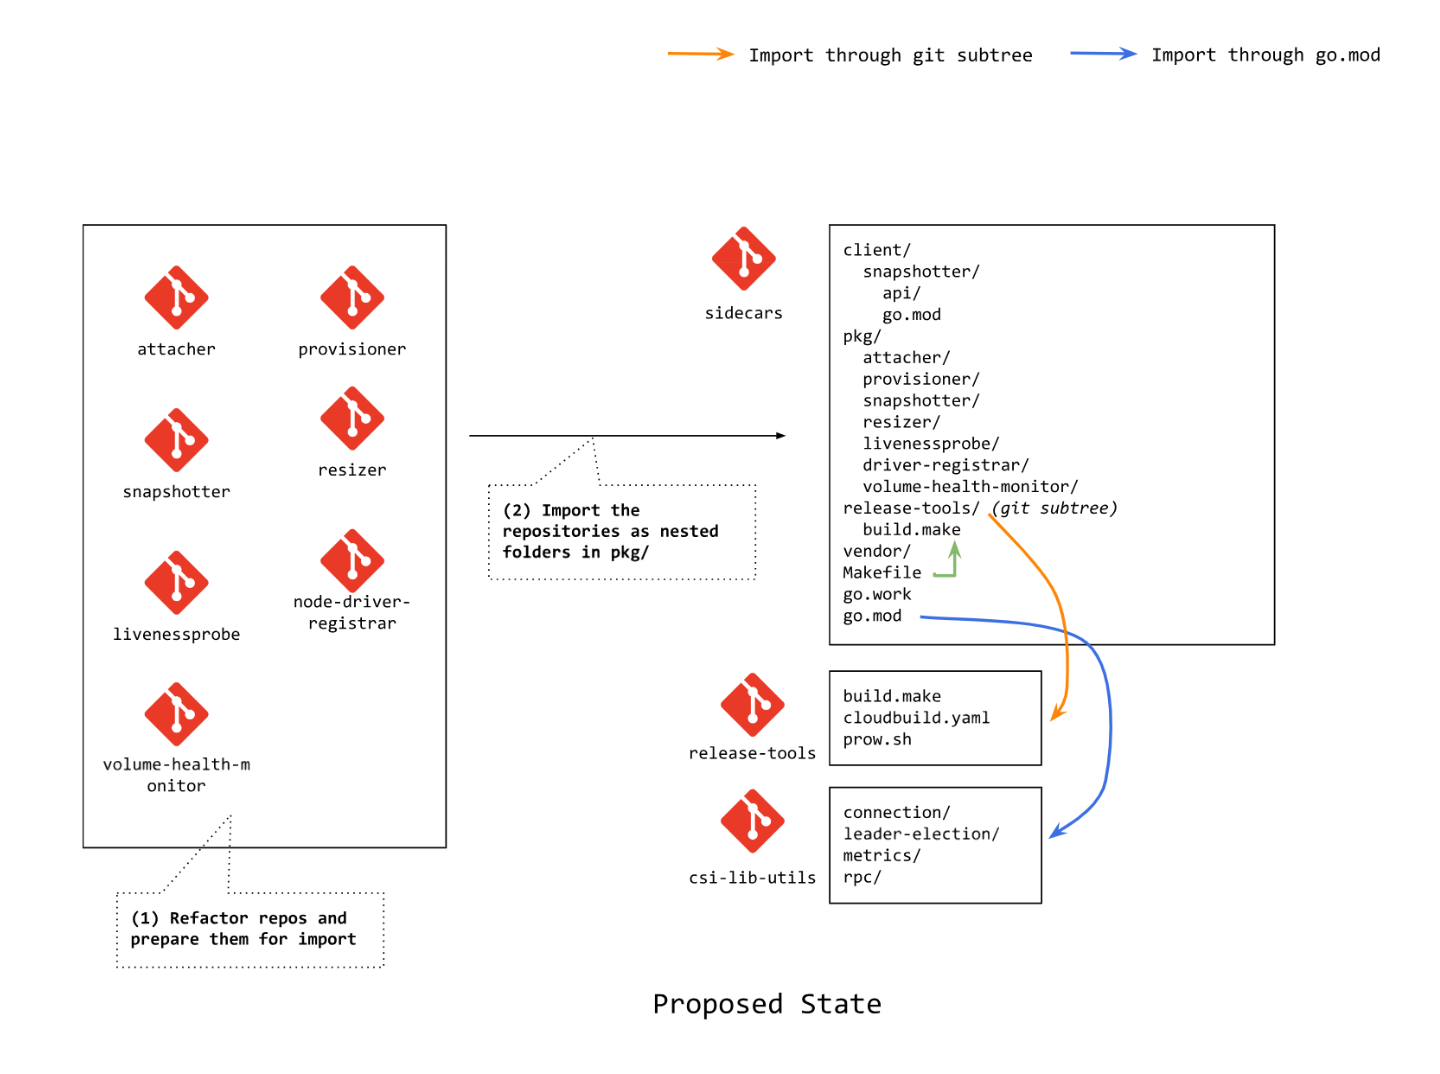 Import through git subtree
Import through go.mod
attacher
provisioner
snapshotter
resizer
livenessprobe
node-driver-
registrar
volume-health-m
onitor
(1) Refactor repos and
prepare them for import
(2) Import the
repositories as nested
folders in pkg/
sidecars
client/
snapshotter/
api/
go.mod
pkg/
attacher/
provisioner/
snapshotter/
resizer/
livenessprobe/
driver-registrar/
volume-health-monitor/
release-tools/ (git subtree)
build.make
vendor/
Makefile
go.work
go.mod
release-tools
build.make
cloudbuild.yaml
prow.sh
csi-lib-utils
connection/
leader-election/
metrics/
rpc/
Proposed State